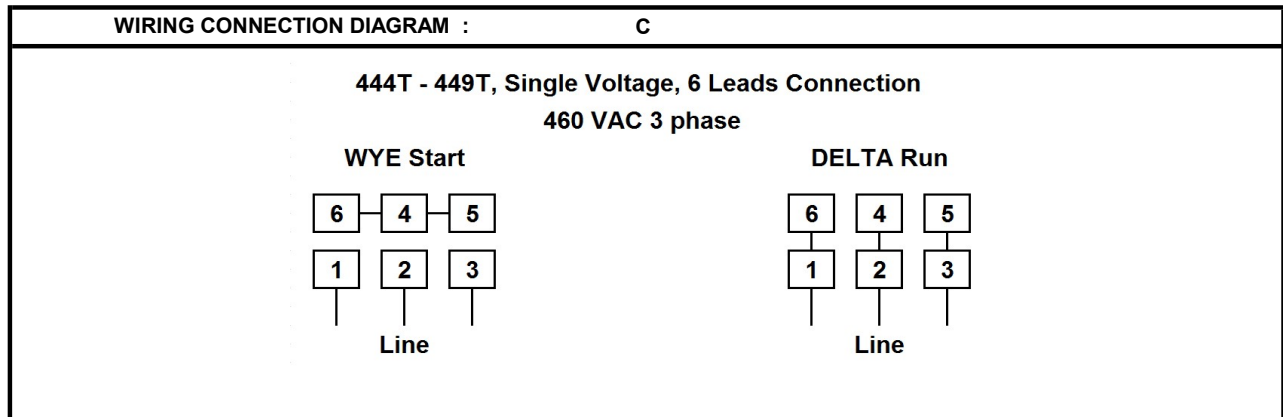 WIRING CONNECTION DIAGRAM : C
444T - 449T, Single Voltage, 6 Leads Connection
460 VAC 3 phase
WYE Start DELTA Run
6 4 5 6 4 5
1 2 3 1 2 3
Line Line